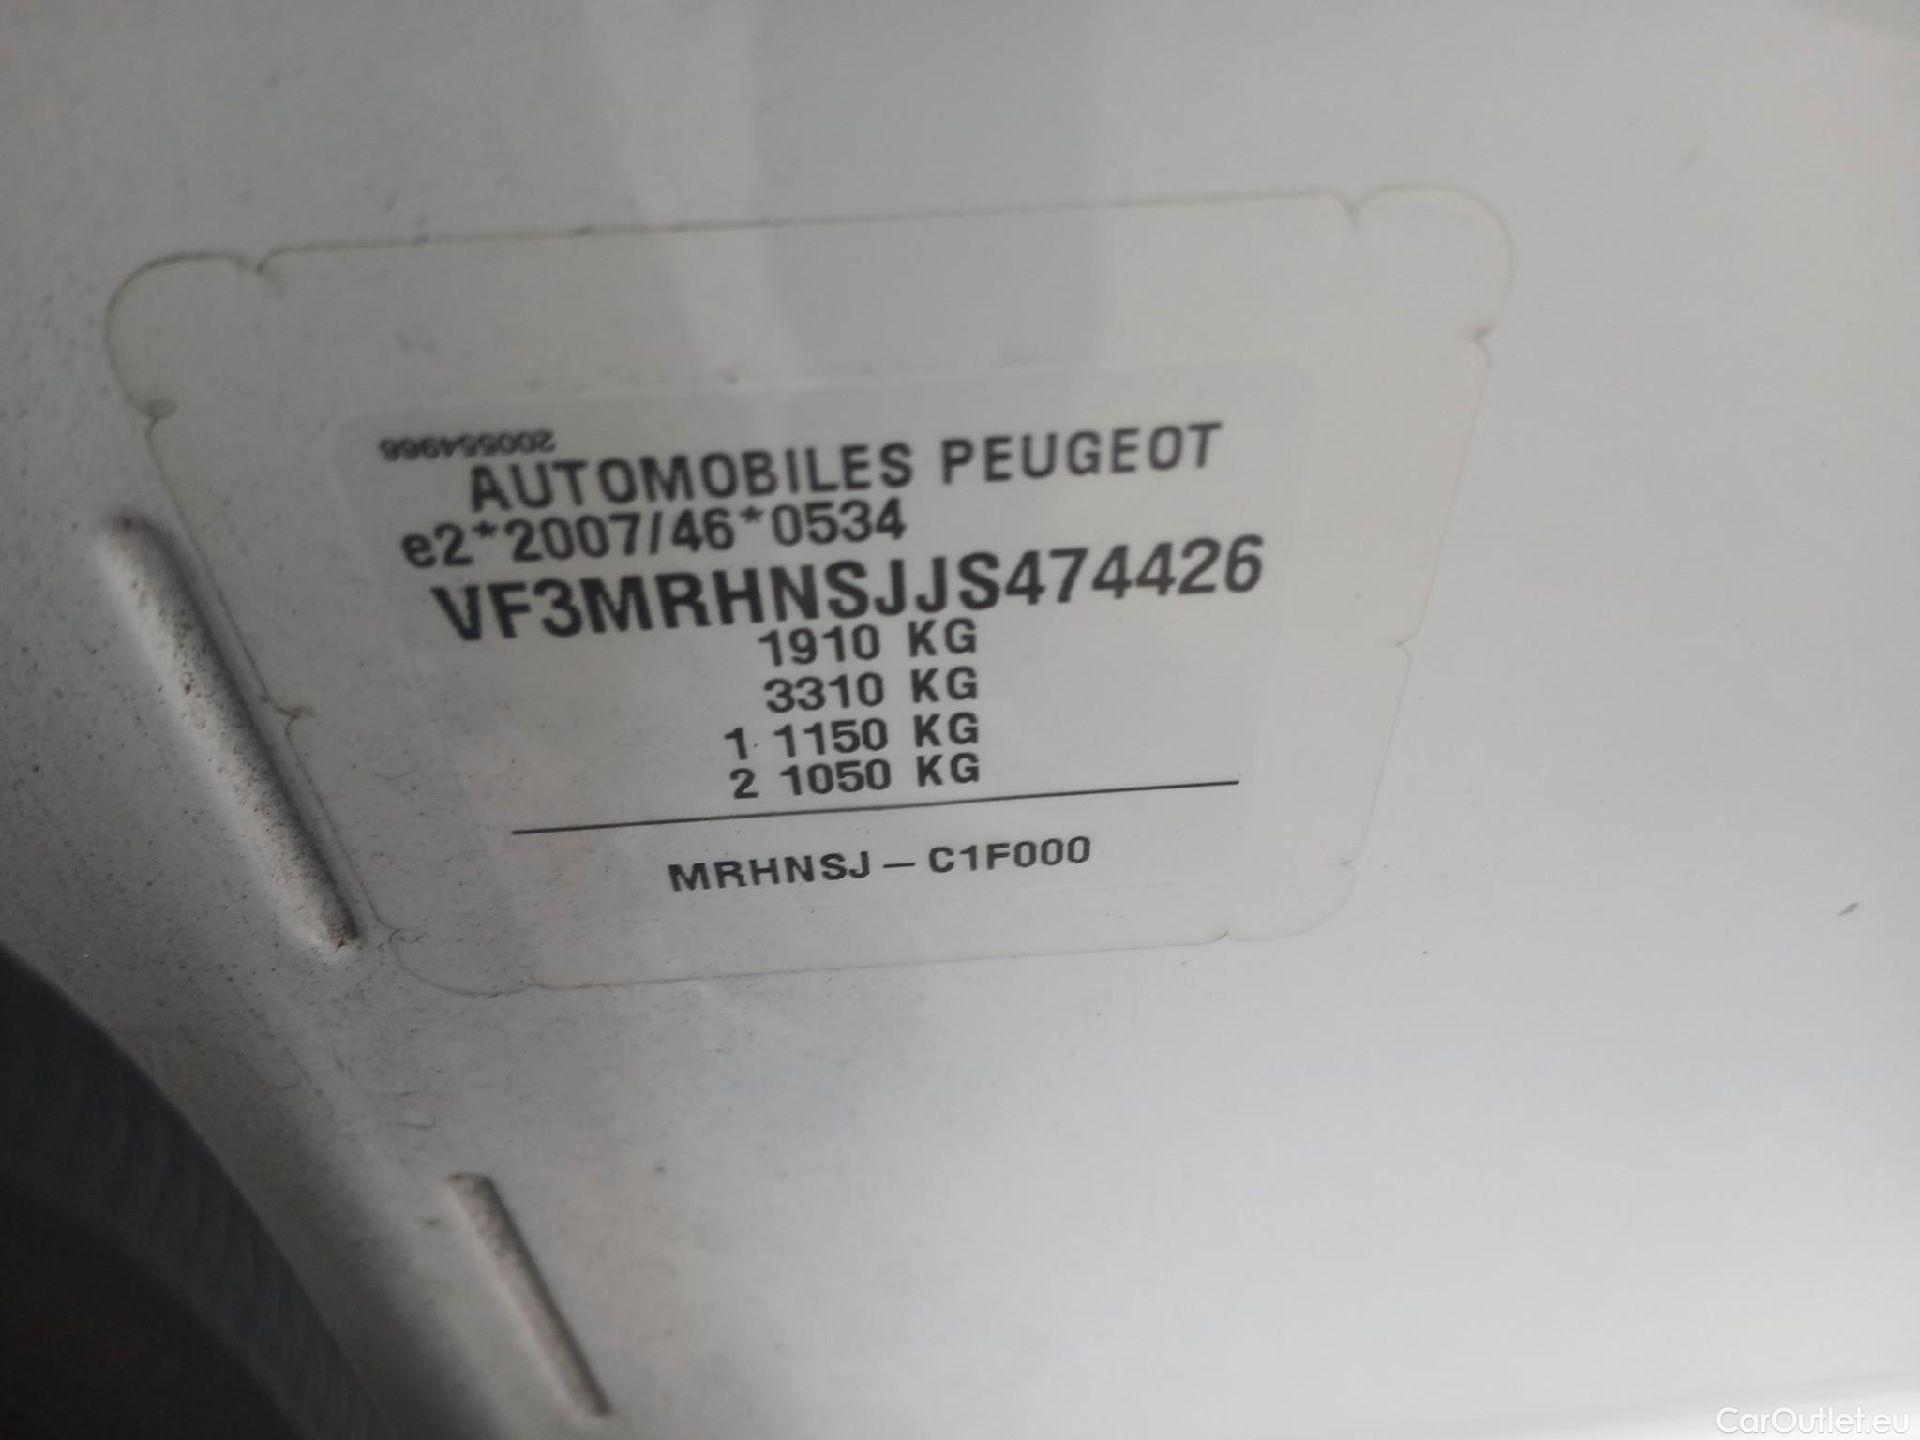 200554966
AUTOMOBILES PEUGEOT
e2*2007/46*0534
VF3MRHNSJJS474426
1910 KG
3310 KG
1 1150 KG
2 1050 KG
MRHNSJ – C1F000
CarOutlet.eu